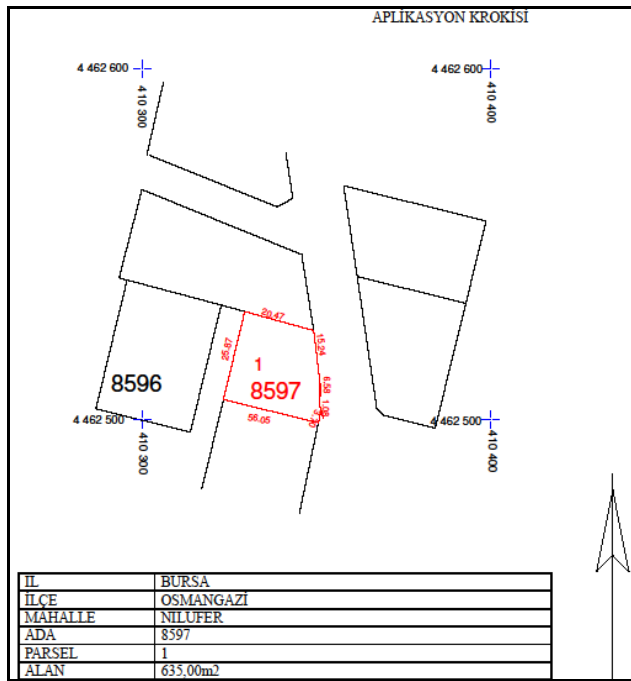 APLİKASYON KROKİSİ
4 462 600
4 462 600
410 300
410 400
20.47
15.24
25.87
1
8597
6.58
1.08
8596
56.05
4 462 500
4 462 500
410 300
410 400
İL BURSA
İLÇE OSMANGAZİ
MAHALLE NİLÜFER
ADA 8597
PARSEL 1
ALAN 635,00m2